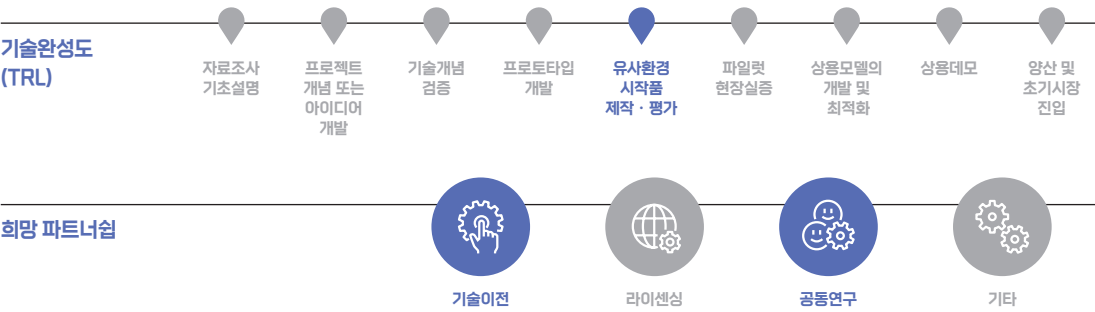 기술완성도
(TRL)
자료조사
기초설명
프로젝트
개념 또는
아이디어
개발
기술개념
검증
프로토타입
개발
유사환경
시작품
제작 · 평가
파일럿
현장실증
상용모델의
개발 및
최적화
상용데모
양산 및
초기시장
진입
희망 파트너쉽
기술이전
라이센싱
공동연구
기타